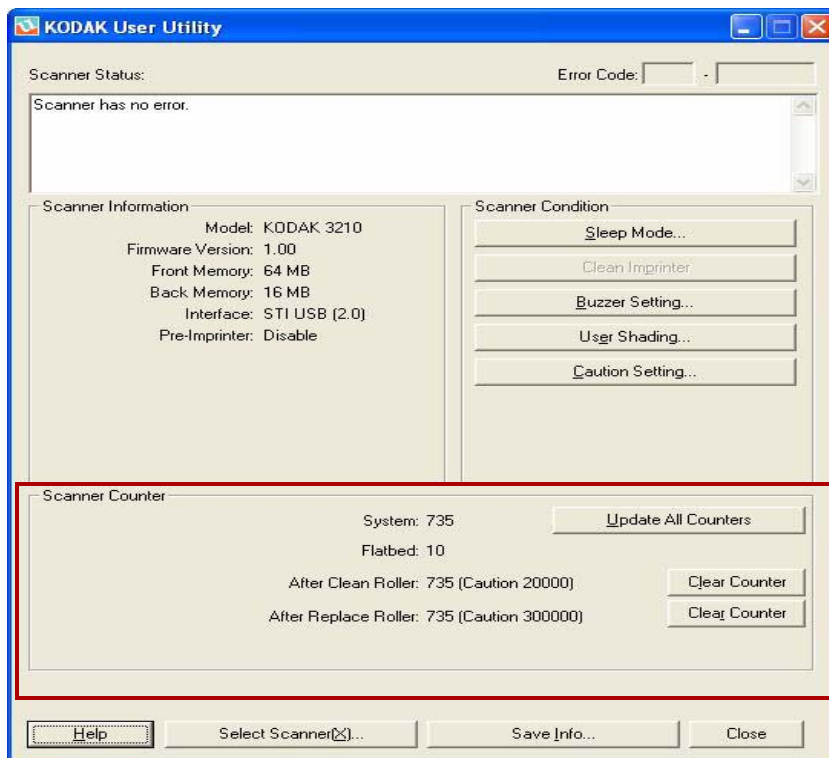 KODAK User Utility
Scanner Status:
Error Code: -
Scanner has no error.
Scanner Information
Model: KODAK 3210
Firmware Version: 1.00
Front Memory: 64 MB
Back Memory: 16 MB
Interface: STI USB (2.0)
Pre-Imprinter: Disable
Scanner Condition
Sleep Mode...
Clean Imprinter
Buzzer Setting...
User Shading...
Caution Setting...
Scanner Counter
System: 735
Update All Counters
Flatbed: 10
After Clean Roller: 735 (Caution 20000)
Clear Counter
After Replace Roller: 735 (Caution 300000)
Clear Counter
Help
Select Scanner(X)...
Save Info...
Close